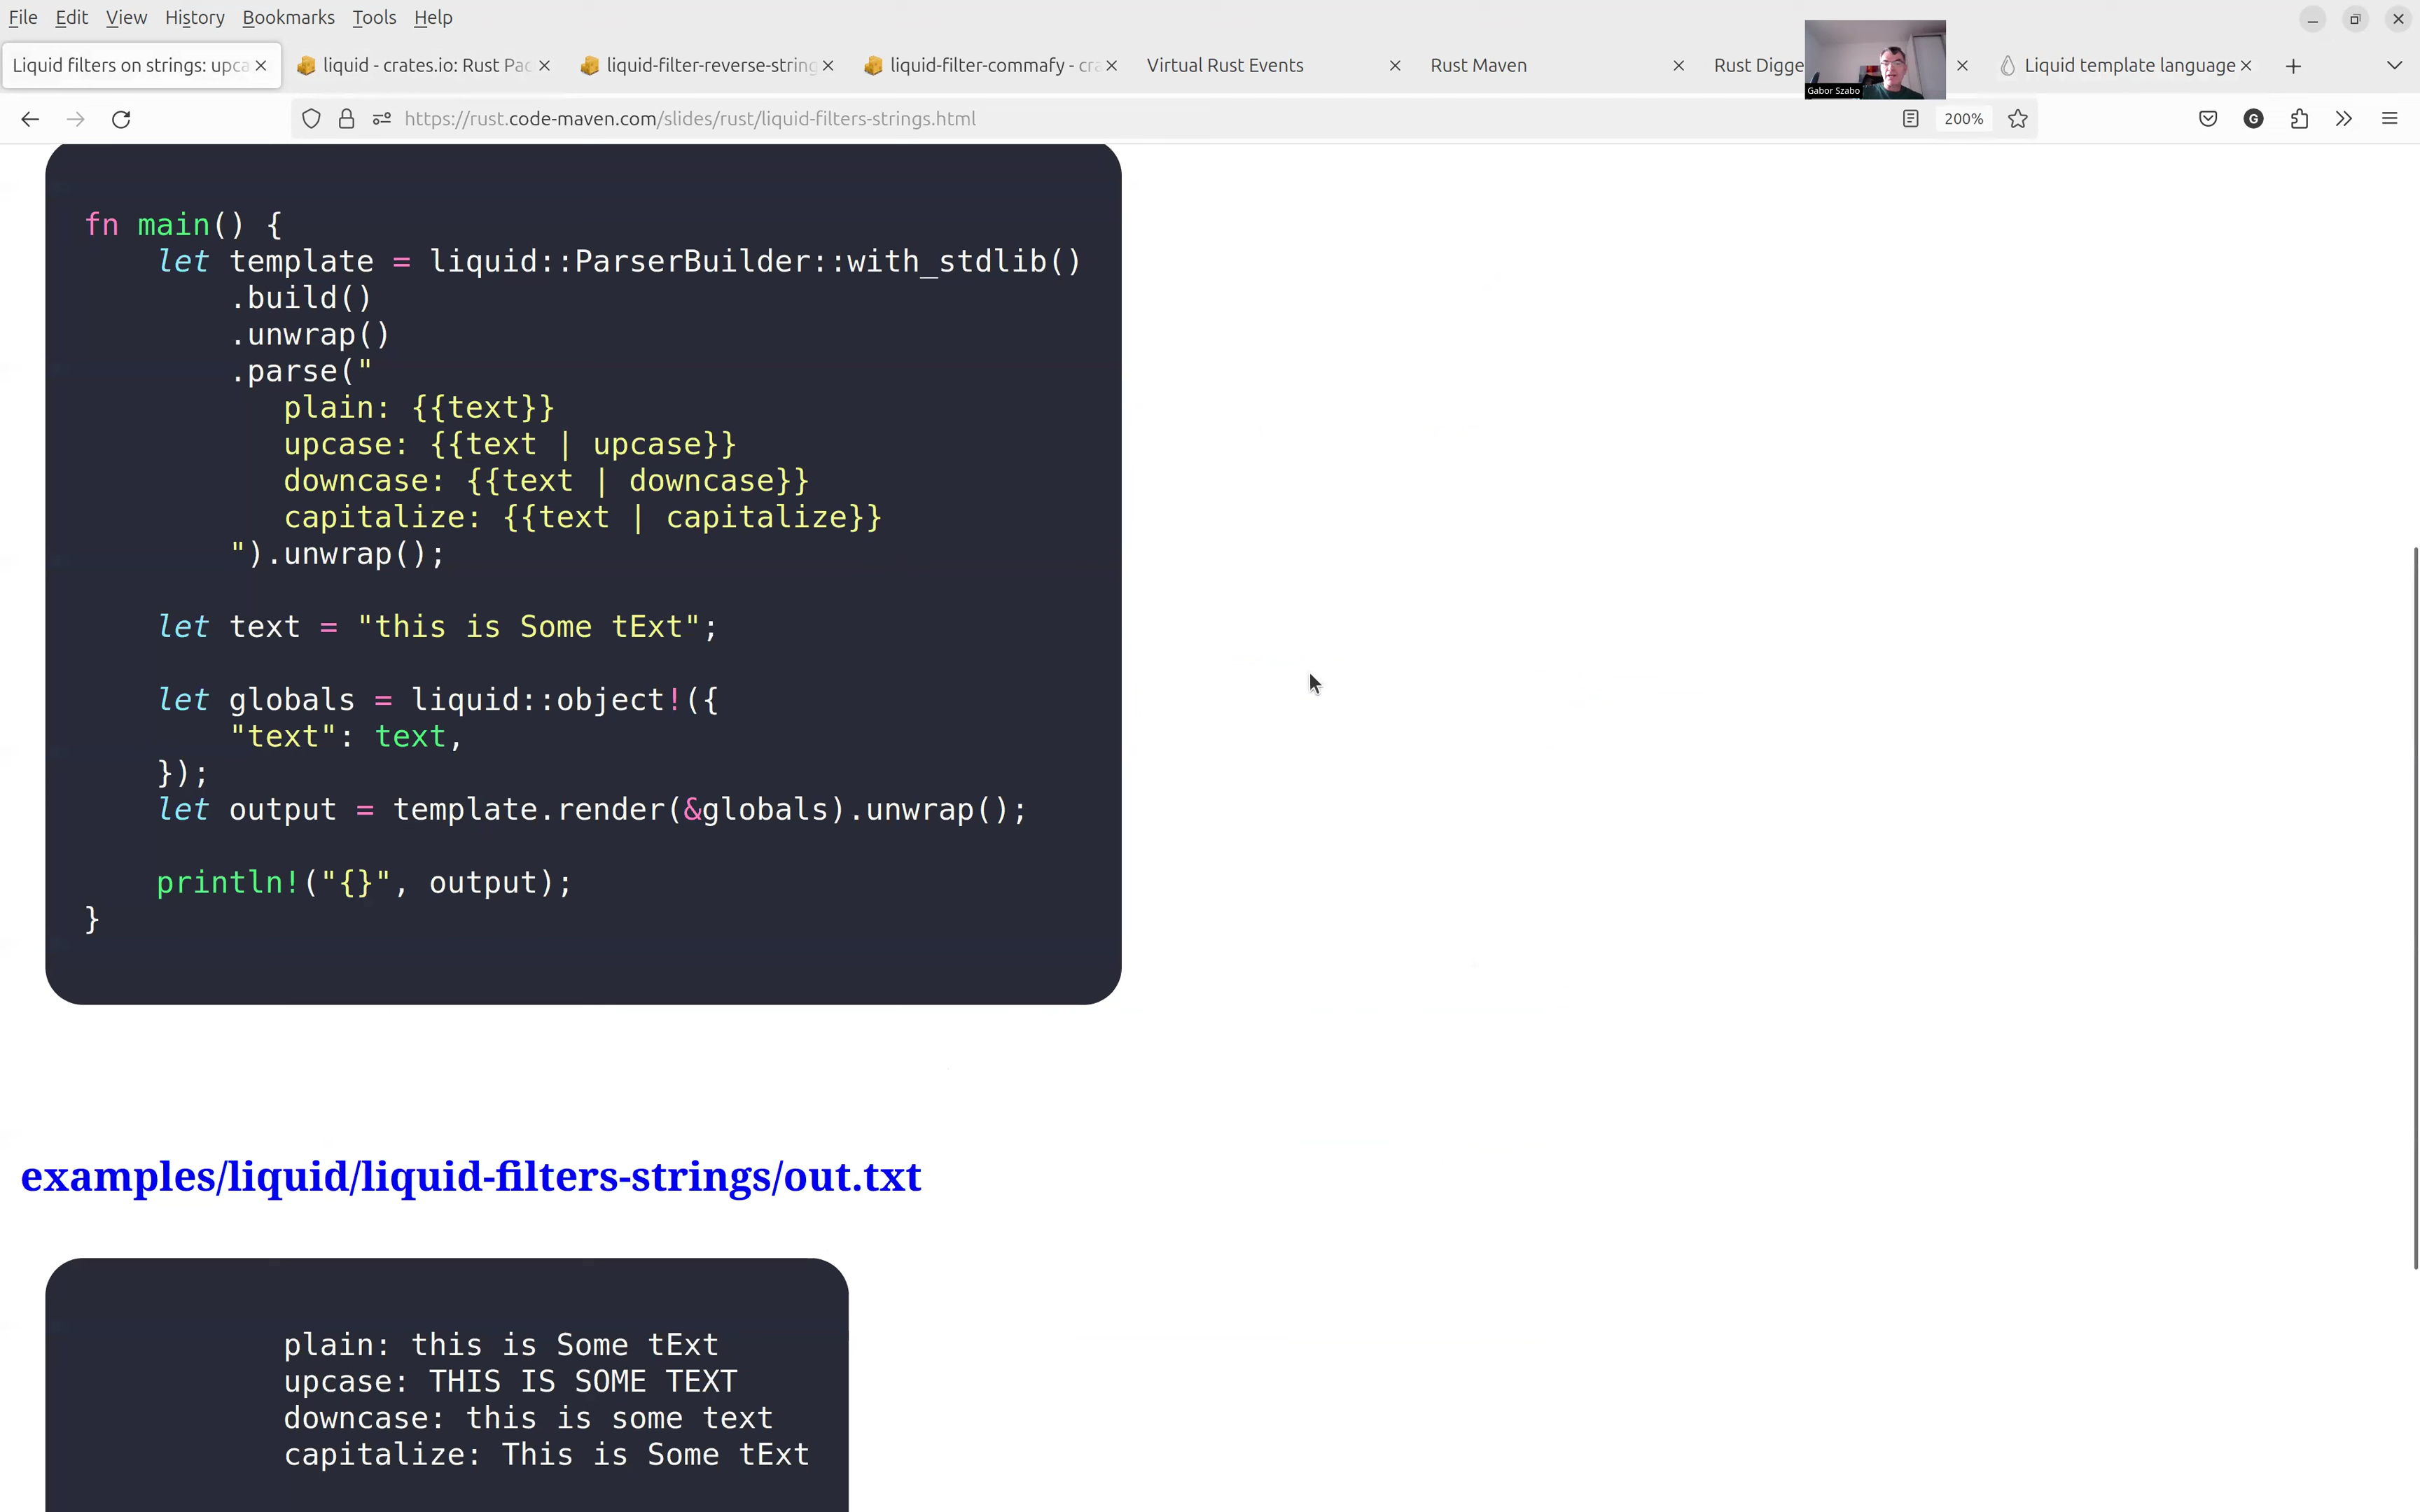 File Edit View History Bookmarks Tools Help
Liquid filters on strings: upca
liquid - crates.io: Rust Pac
liquid-filter-reverse-string
liquid-filter-commafy - cra
Virtual Rust Events
Rust Maven
Rust Digge
Liquid template language
Gabor Szabo
https://rust.code-maven.com/slides/rust/liquid-filters-strings.html
200%
G
fn main() {
    let template = liquid::ParserBuilder::with_stdlib()
        .build()
        .unwrap()
        .parse("
           plain: {{text}}
           upcase: {{text | upcase}}
           downcase: {{text | downcase}}
           capitalize: {{text | capitalize}}
        ").unwrap();
    let text = "this is Some tExt";
    let globals = liquid::object!({
        "text": text,
    });
    let output = template.render(&globals).unwrap();
    println!("{}", output);
}
examples/liquid/liquid-filters-strings/out.txt
           plain: this is Some tExt
           upcase: THIS IS SOME TEXT
           downcase: this is some text
           capitalize: This is Some tExt